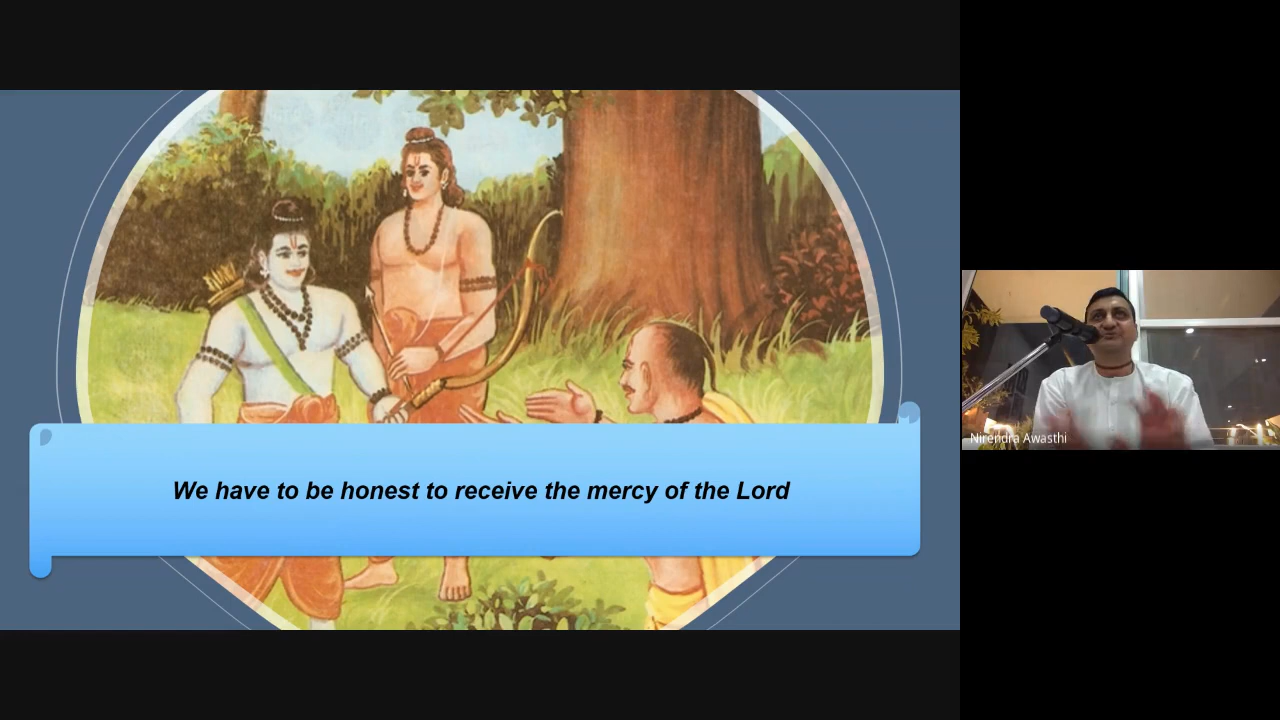 We have to be honest to receive the mercy of the Lord
Nirendra Awasthi